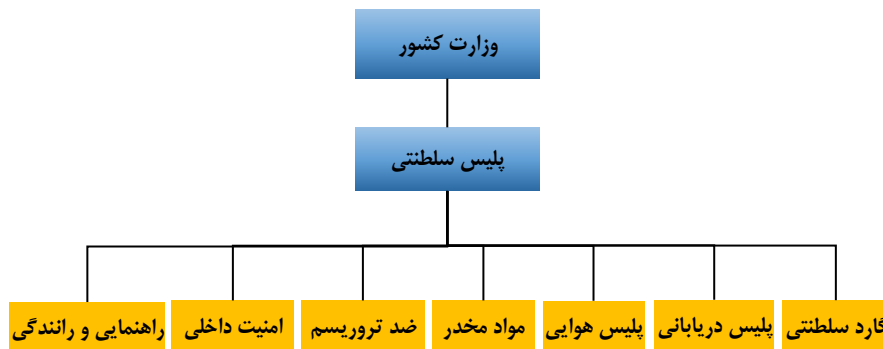 وزارت کشور
پلیس سلطنتی
گارد سلطنتی
پلیس دریابانی
پلیس هوایی
مواد مخدر
ضد تروریسم
امنیت داخلی
راهنمایی و رانندگی